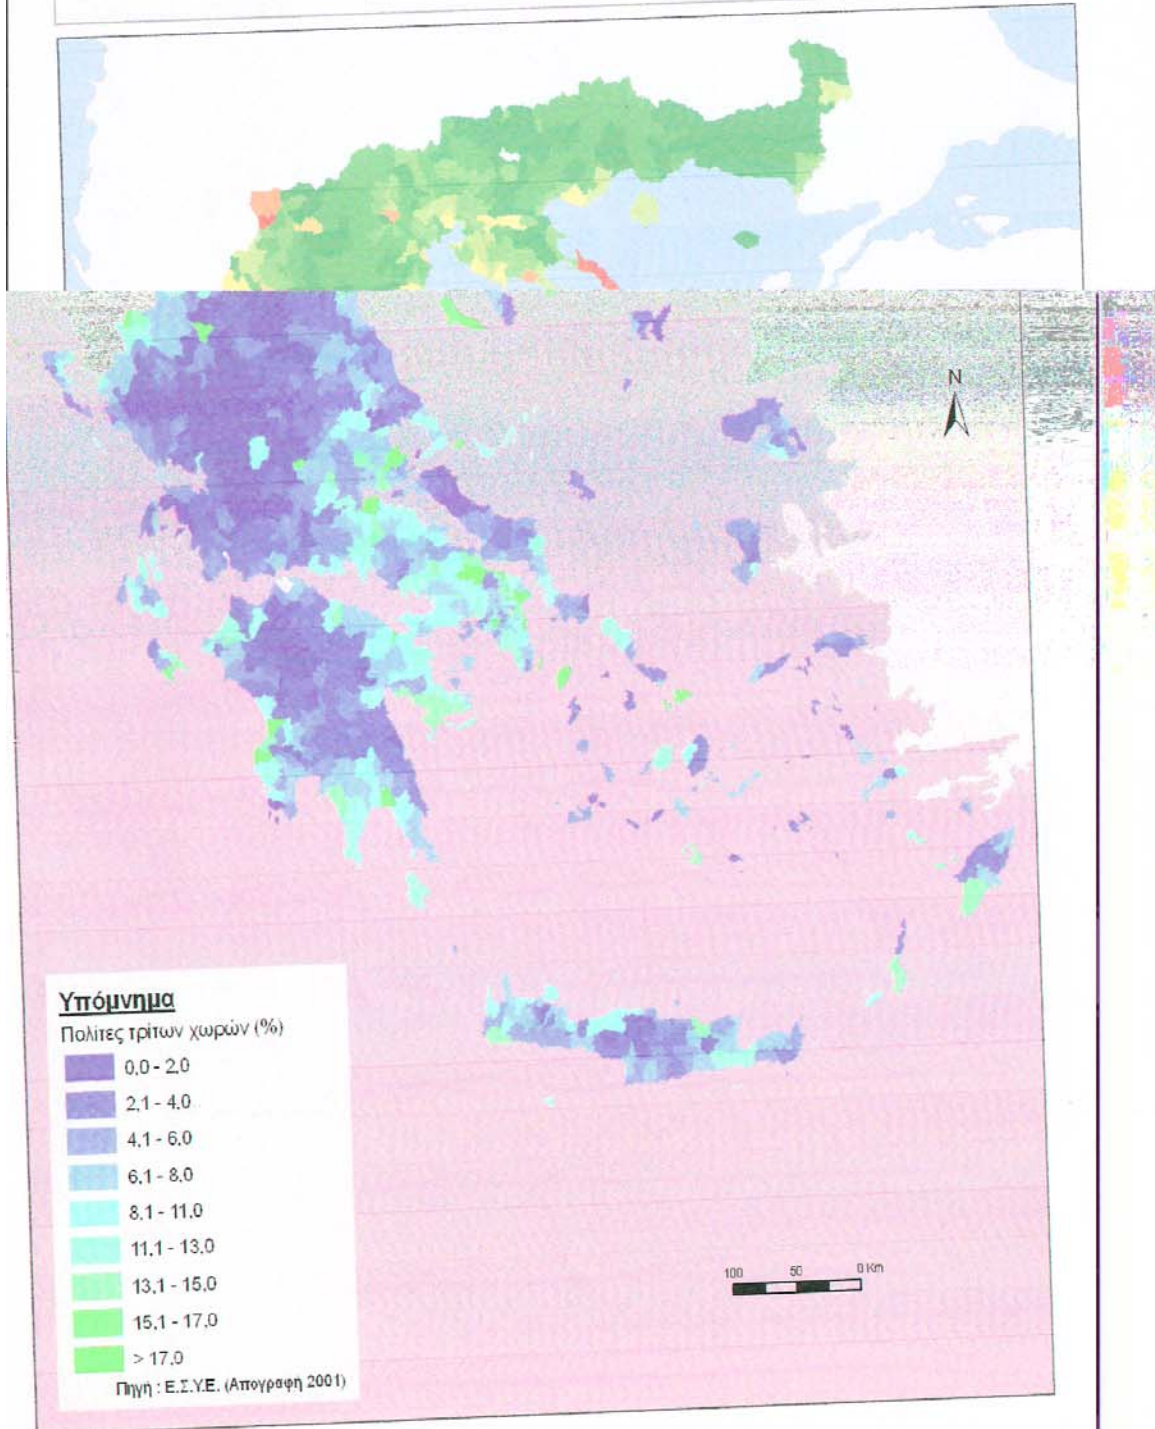 N
Υπόμνημα
Πολίτες τρίτων χωρών (%)
0,0 - 2,0
2,1 - 4,0
4,1 - 6,0
6,1 - 8,0
8,1 - 11,0
11,1 - 13,0
13,1 - 15,0
15,1 - 17,0
> 17,0
Πηγή : Ε.Σ.Υ.Ε. (Απογραφή 2001)
100 50 0 Km